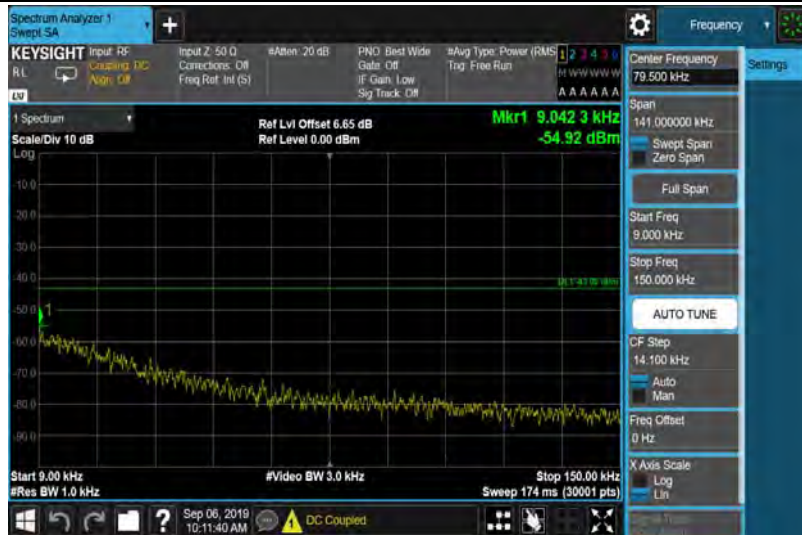 Spectrum Analyzer 1
Swept SA
+
Frequency
KEYSIGHT
RL
LXI
Input: RF
Coupling: DC
Align: Off
Input Z: 50 Ω
Corrections: Off
Freq Ref: Int (S)
#Atten: 20 dB
PNO: Best Wide
Gate: Off
IF Gain: Low
Sig Track: Off
#Avg Type: Power (RMS
Trig: Free Run
1 2 3 4 5 6
M W W W W W
A A A A A A
1 Spectrum
Scale/Div 10 dB
Log
Ref Lvl Offset 6.65 dB
Ref Level 0.00 dBm
Mkr1 9.042 3 kHz
-54.92 dBm
-10.0
-20.0
-30.0
-40.0
-50.0
-60.0
-70.0
-80.0
-90.0
1
Start 9.00 kHz
#Res BW 1.0 kHz
#Video BW 3.0 kHz
Stop 150.00 kHz
Sweep 174 ms (30001 pts)
Center Frequency
79.500 kHz
Settings
Span
141.000000 kHz
Swept Span
Zero Span
Full Span
Start Freq
9.000 kHz
Stop Freq
150.000 kHz
AUTO TUNE
CF Step
14.100 kHz
Auto
Man
Freq Offset
0 Hz
X Axis Scale
Log
Lin
?
Sep 06, 2019
10:11:40 AM
DC Coupled